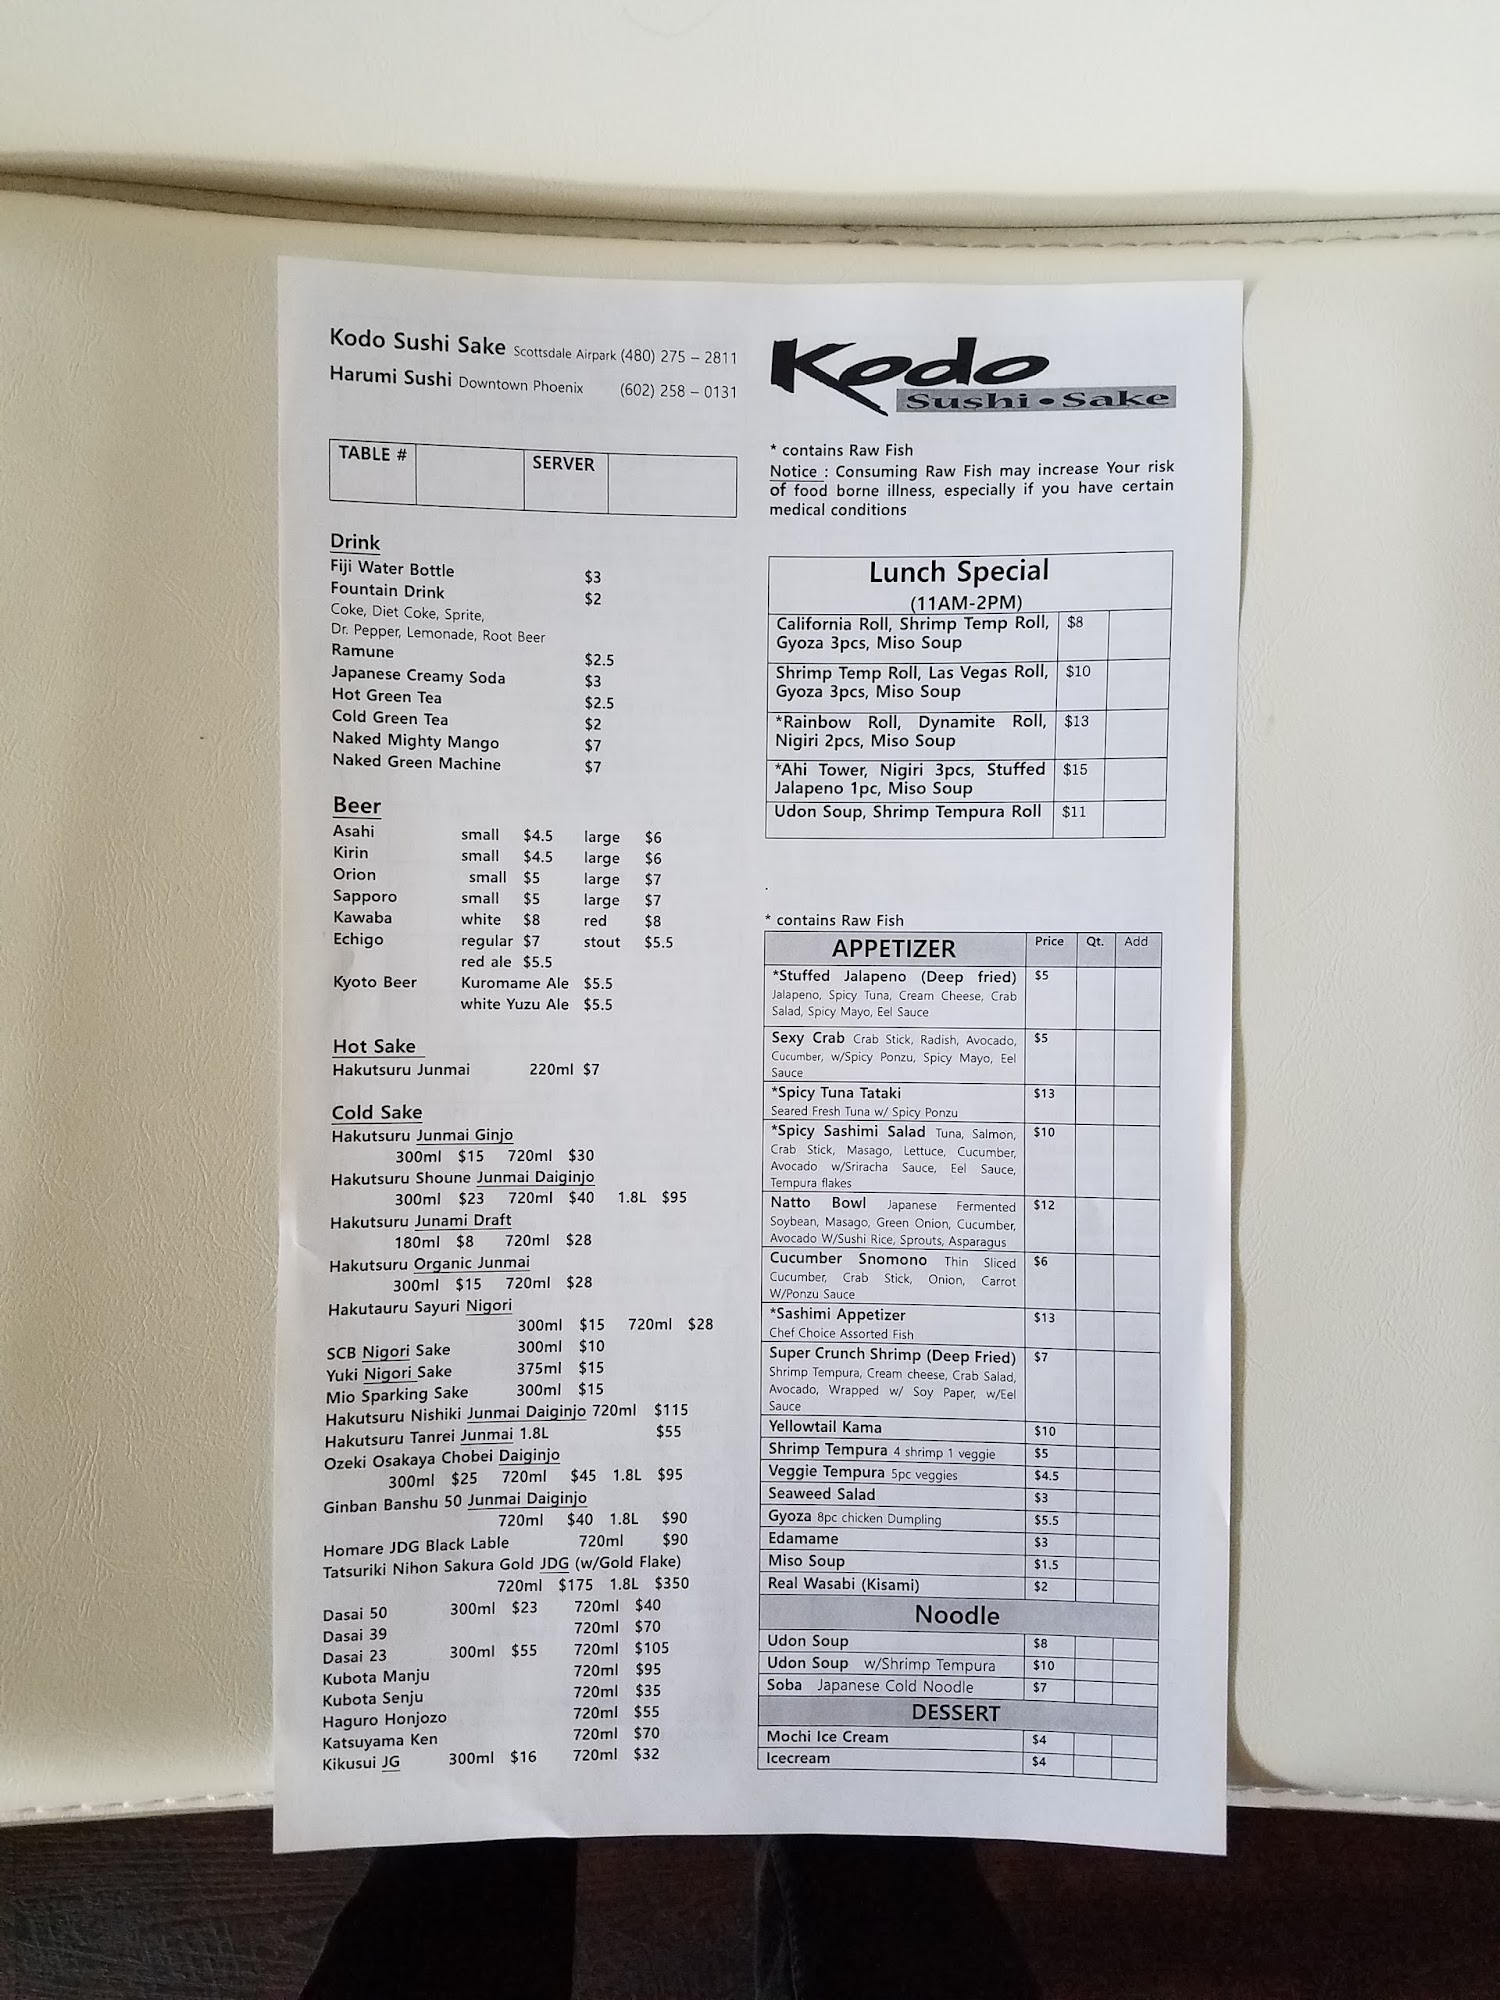 Kodo Sushi Sake Scottsdale Airpark (480) 275 – 2811
Harumi Sushi Downtown Phoenix (602) 258 – 0131
TABLE # SERVER
Drink
Fiji Water Bottle $3
Fountain Drink $2
Coke, Diet Coke, Sprite,
Dr. Pepper, Lemonade, Root Beer
Ramune $2.5
Japanese Creamy Soda $3
Hot Green Tea $2.5
Cold Green Tea $2
Naked Mighty Mango $7
Naked Green Machine $7
Beer
Asahi small $4.5 large $6
Kirin small $4.5 large $6
Orion small $5 large $7
Sapporo small $5 large $7
Kawaba white $8 red $8
Echigo regular $7 stout $5.5
red ale $5.5
Kyoto Beer Kuromame Ale $5.5
white Yuzu Ale $5.5
Hot Sake
Hakutsuru Junmai 220ml $7
Cold Sake
Hakutsuru Junmai Ginjo
300ml $15 720ml $30
Hakutsuru Shoune Junmai Daiginjo
300ml $23 720ml $40 1.8L $95
Hakutsuru Junami Draft
180ml $8 720ml $28
Hakutsuru Organic Junmai
300ml $15 720ml $28
Hakutauru Sayuri Nigori
300ml $15 720ml $28
SCB Nigori Sake 300ml $10
Yuki Nigori Sake 375ml $15
Mio Sparking Sake 300ml $15
Hakutsuru Nishiki Junmai Daiginjo 720ml $115
Hakutsuru Tanrei Junmai 1.8L $55
Ozeki Osakaya Chobei Daiginjo
300ml $25 720ml $45 1.8L $95
Ginban Banshu 50 Junmai Daiginjo
720ml $40 1.8L $90
Homare JDG Black Lable 720ml $90
Tatsuriki Nihon Sakura Gold JDG (w/Gold Flake)
720ml $175 1.8L $350
Dasai 50 300ml $23 720ml $40
Dasai 39 720ml $70
Dasai 23 300ml $55 720ml $105
Kubota Manju 720ml $95
Kubota Senju 720ml $35
Haguro Honjozo 720ml $55
Katsuyama Ken 720ml $70
Kikusui JG 300ml $16 720ml $32
Kodo
Sushi • Sake
* contains Raw Fish
Notice : Consuming Raw Fish may increase Your risk
of food borne illness, especially if you have certain
medical conditions
Lunch Special
(11AM-2PM)
California Roll, Shrimp Temp Roll, $8
Gyoza 3pcs, Miso Soup
Shrimp Temp Roll, Las Vegas Roll, $10
Gyoza 3pcs, Miso Soup
*Rainbow Roll, Dynamite Roll, $13
Nigiri 2pcs, Miso Soup
*Ahi Tower, Nigiri 3pcs, Stuffed $15
Jalapeno 1pc, Miso Soup
Udon Soup, Shrimp Tempura Roll $11
.
* contains Raw Fish
APPETIZER Price Qt. Add
*Stuffed Jalapeno (Deep fried) $5
Jalapeno, Spicy Tuna, Cream Cheese, Crab
Salad, Spicy Mayo, Eel Sauce
Sexy Crab Crab Stick, Radish, Avocado, $5
Cucumber, w/Spicy Ponzu, Spicy Mayo, Eel
Sauce
*Spicy Tuna Tataki $13
Seared Fresh Tuna w/ Spicy Ponzu
*Spicy Sashimi Salad Tuna, Salmon, $10
Crab Stick, Masago, Lettuce, Cucumber,
Avocado w/Sriracha Sauce, Eel Sauce,
Tempura flakes
Natto Bowl Japanese Fermented $12
Soybean, Masago, Green Onion, Cucumber,
Avocado W/Sushi Rice, Sprouts, Asparagus
Cucumber Snomono Thin Sliced $6
Cucumber, Crab Stick, Onion, Carrot
W/Ponzu Sauce
*Sashimi Appetizer $13
Chef Choice Assorted Fish
Super Crunch Shrimp (Deep Fried) $7
Shrimp Tempura, Cream cheese, Crab Salad,
Avocado, Wrapped w/ Soy Paper, w/Eel
Sauce
Yellowtail Kama $10
Shrimp Tempura 4 shrimp 1 veggie $5
Veggie Tempura 5pc veggies $4.5
Seaweed Salad $3
Gyoza 8pc chicken Dumpling $5.5
Edamame $3
Miso Soup $1.5
Real Wasabi (Kisami) $2
Noodle
Udon Soup $8
Udon Soup w/Shrimp Tempura $10
Soba Japanese Cold Noodle $7
DESSERT
Mochi Ice Cream $4
Icecream $4